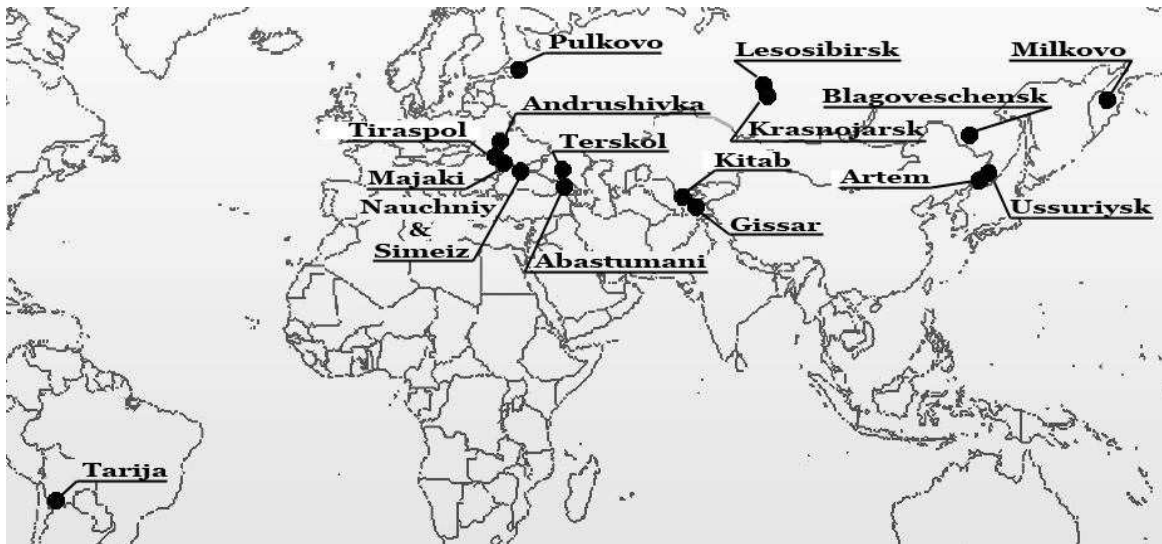 Pulkovo
Lesosibirsk
Milkovo
Andrushivka
Blagoveschensk
Tiraspol
Terskol
Krasnojarsk
Majaki
Kitab
Artem
Nauchniy
&
Simeiz
Ussuriysk
Gissar
Abastumani
Tarija